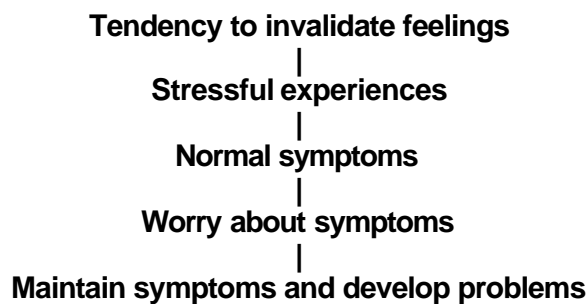 Tendency to invalidate feelings
Stressful experiences
Normal symptoms
Worry about symptoms
Maintain symptoms and develop problems